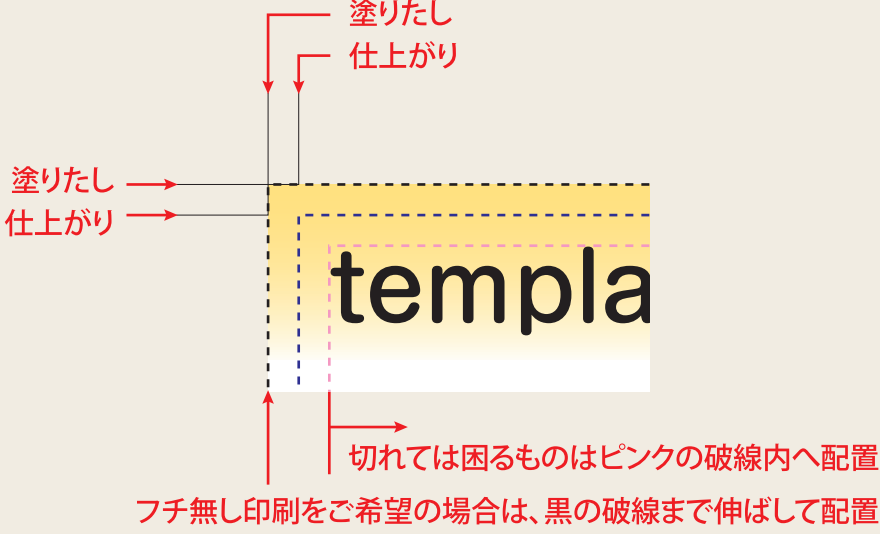 塗りたし
仕上がり
塗りたし
仕上がり
templa
切れては困るものはピンクの破線内へ配置
フチ無し印刷をご希望の場合は、黒の破線まで伸ばして配置